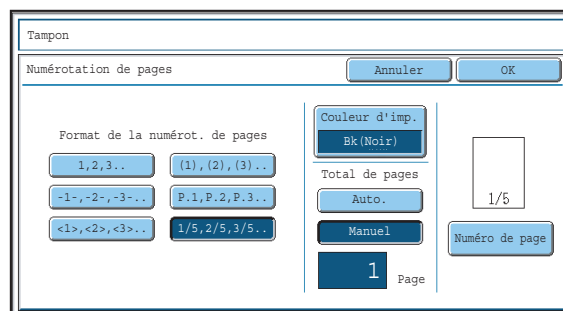 Tampon
Numérotation de pages
Annuler
OK
Format de la numérot. de pages
1,2,3..
(1),(2),(3)..
-1-,-2-,-3-..
P.1,P.2,P.3..
<1>,<2>,<3>..
1/5,2/5,3/5..
Couleur d'imp.
Bk(Noir)
Total de pages
Auto.
Manuel
1 Page
1/5
Numéro de page